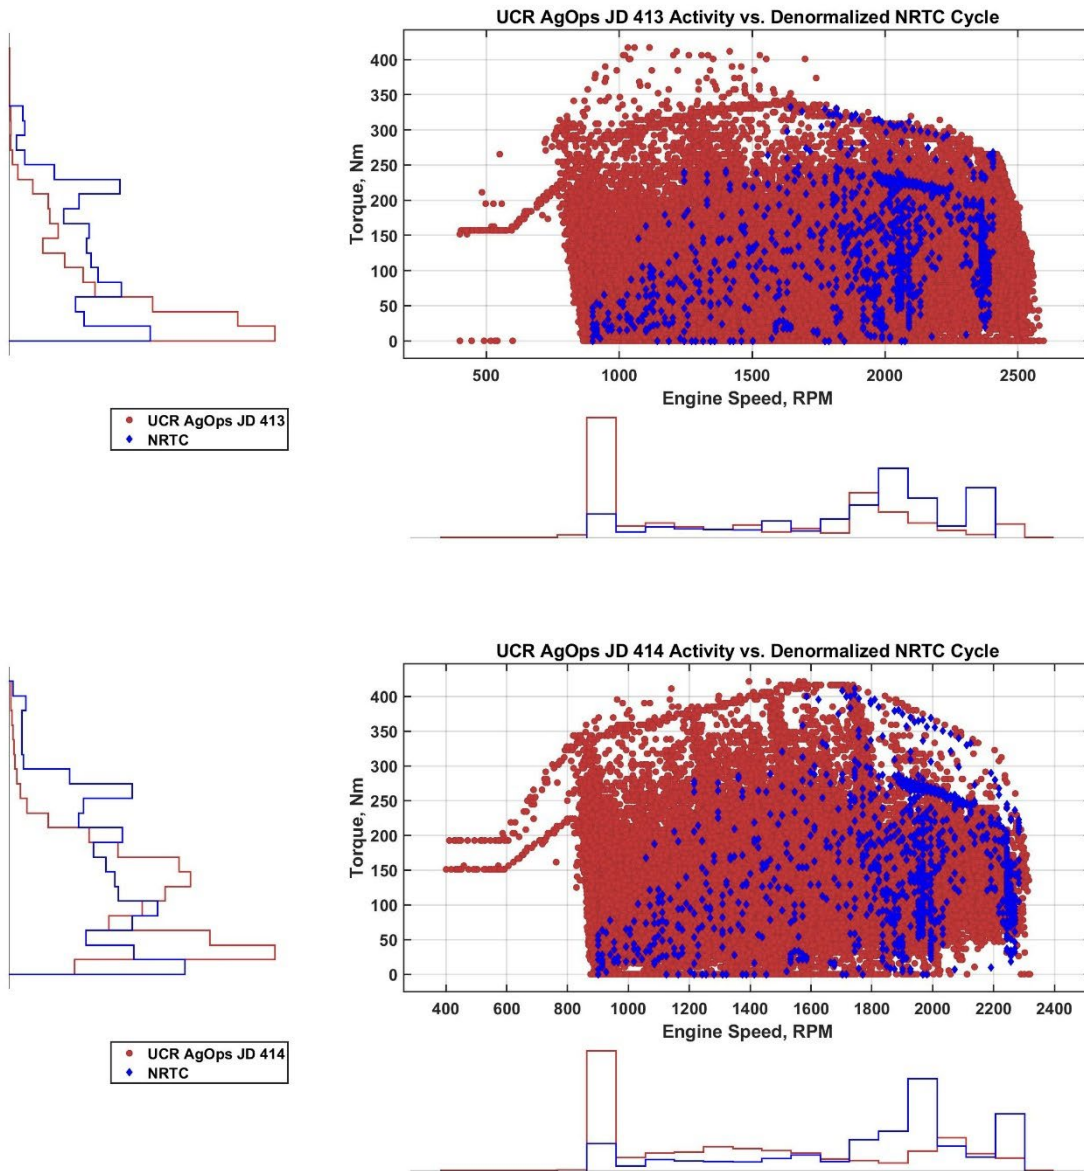 UCR AgOps JD 413 Activity vs. Denormalized NRTC Cycle
400
350
300
250
200
150
100
50
0
Torque, Nm
500 1000 1500 2000 2500
Engine Speed, RPM
UCR AgOps JD 413
NRTC
UCR AgOps JD 414 Activity vs. Denormalized NRTC Cycle
400
350
300
250
200
150
100
50
0
Torque, Nm
400 600 800 1000 1200 1400 1600 1800 2000 2200 2400
Engine Speed, RPM
UCR AgOps JD 414
NRTC